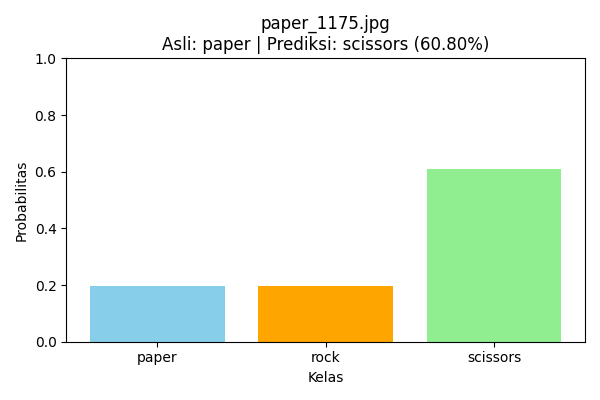 paper_1175.jpg
Asli: paper | Prediksi: scissors (60.80%)
1.0
0.8
0.6
0.4
0.2
0.0
Probabilitas
paper rock scissors
Kelas